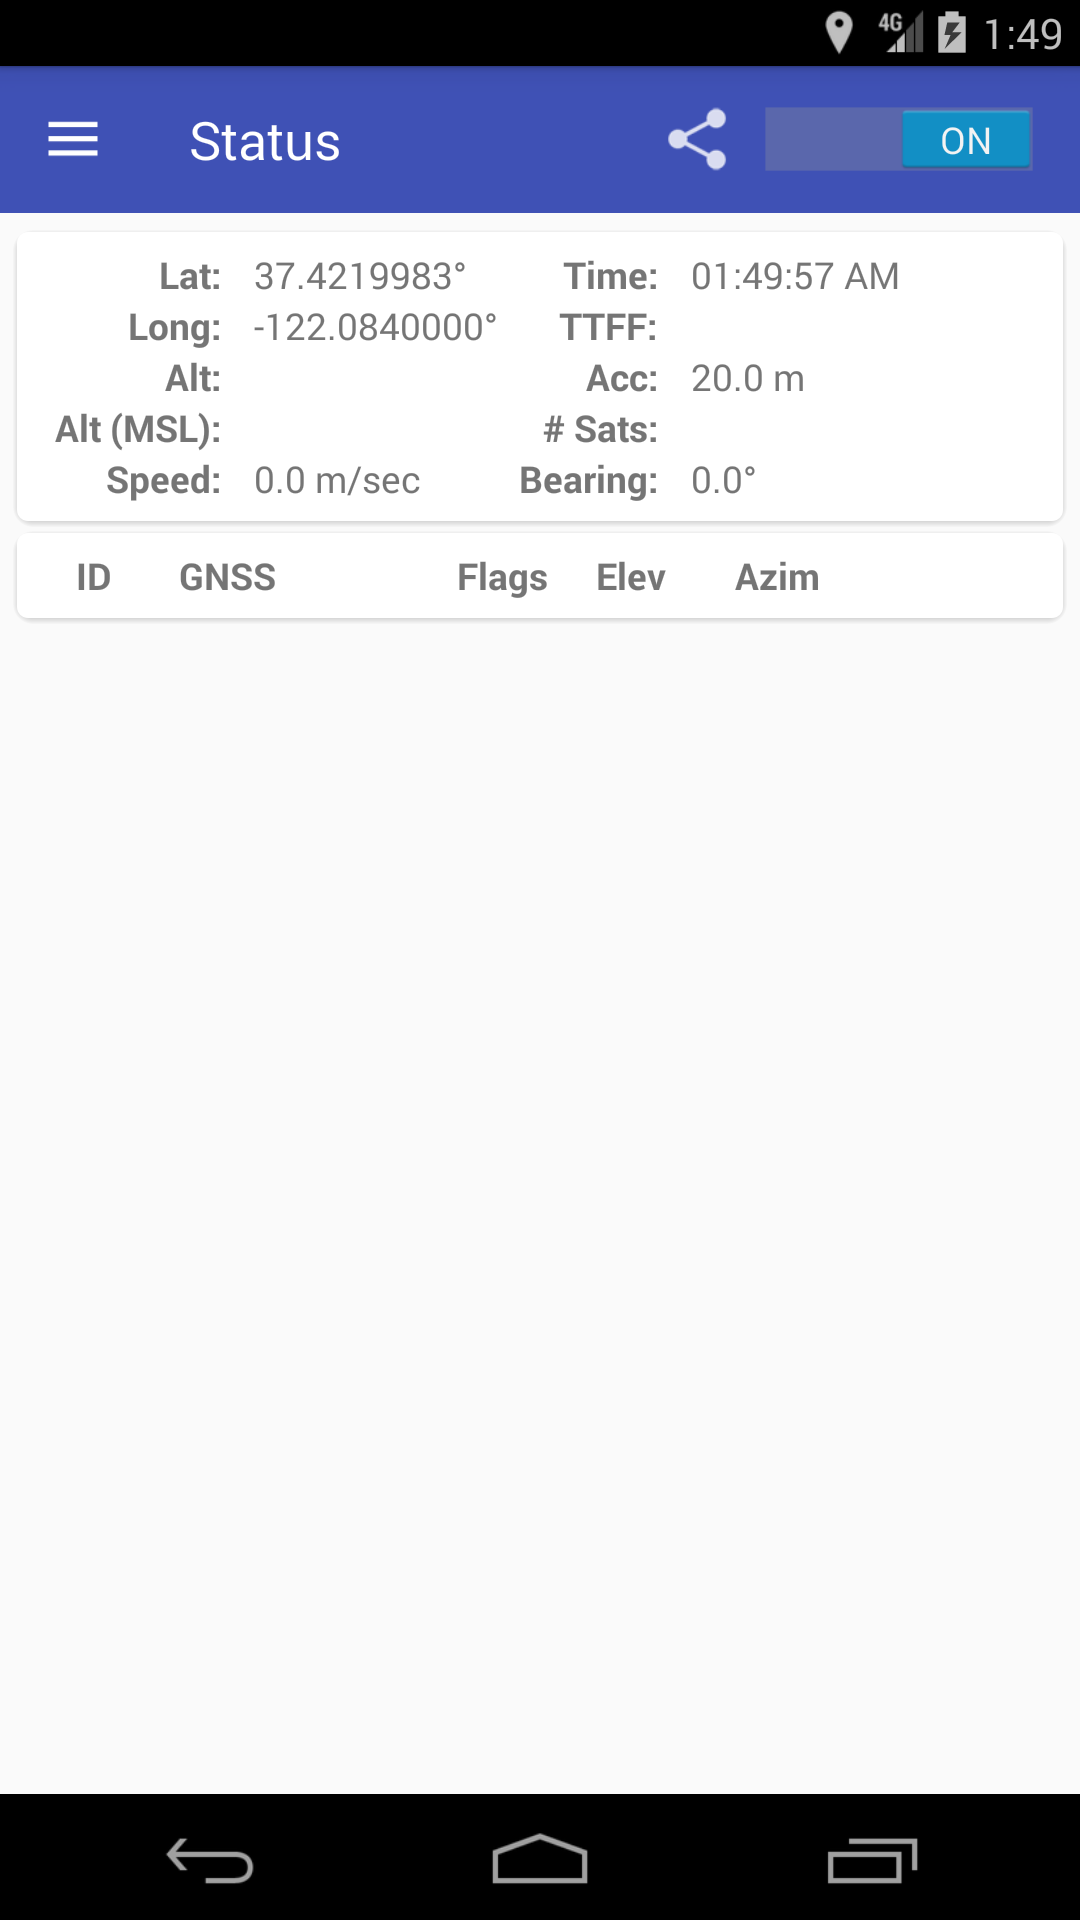 4G 1:49
Status ON
Lat: 37.4219983° Time: 01:49:57 AM
Long: -122.0840000° TTFF:
Alt: Acc: 20.0 m
Alt (MSL): # Sats:
Speed: 0.0 m/sec Bearing: 0.0°
ID GNSS Flags Elev Azim